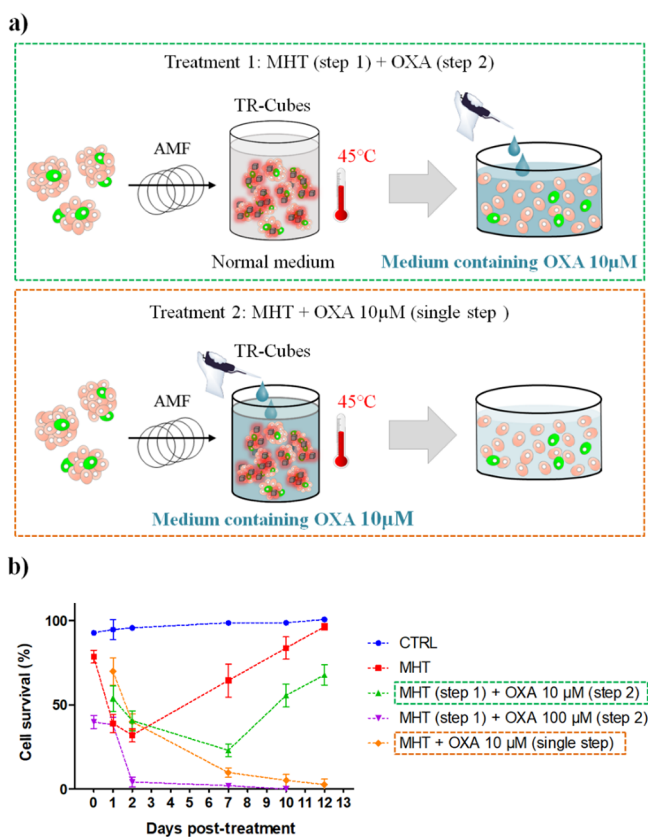 a)
Treatment 1: MHT (step 1) + OXA (step 2)
TR-Cubes
AMF
45°C
Normal medium
Medium containing OXA 10µM
Treatment 2: MHT + OXA 10µM (single step )
TR-Cubes
AMF
45°C
Medium containing OXA 10µM
b)
Cell survival (%)
100
50
0
0 1 2 3 4 5 6 7 8 9 10 11 12 13
Days post-treatment
CTRL
MHT
MHT (step 1) + OXA 10 µM (step 2)
MHT (step 1) + OXA 100 µM (step 2)
MHT + OXA 10 µM (single step)